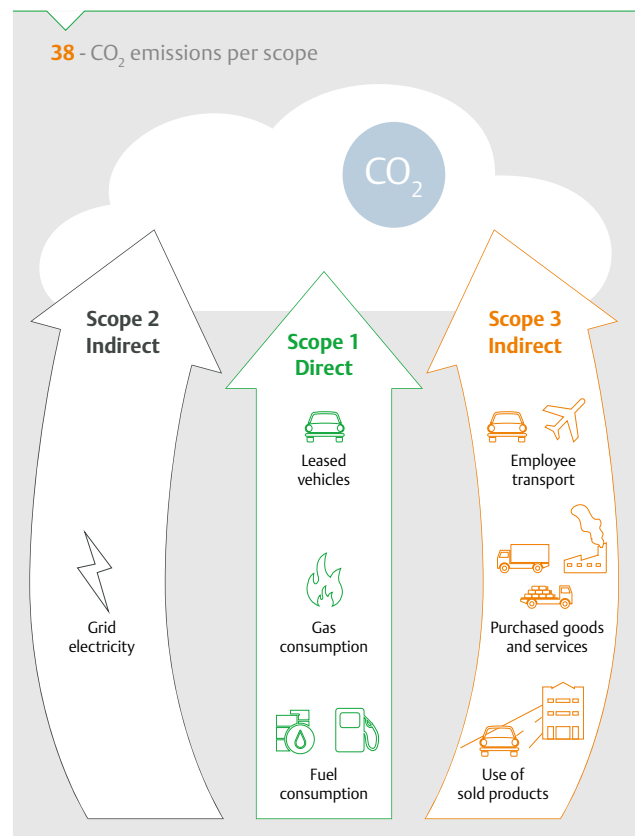 38 - CO₂ emissions per scope
CO₂
Scope 2
Indirect
Grid
electricity
Scope 1
Direct
Leased
vehicles
Gas
consumption
Fuel
consumption
Scope 3
Indirect
Employee
transport
Purchased goods
and services
Use of
sold products